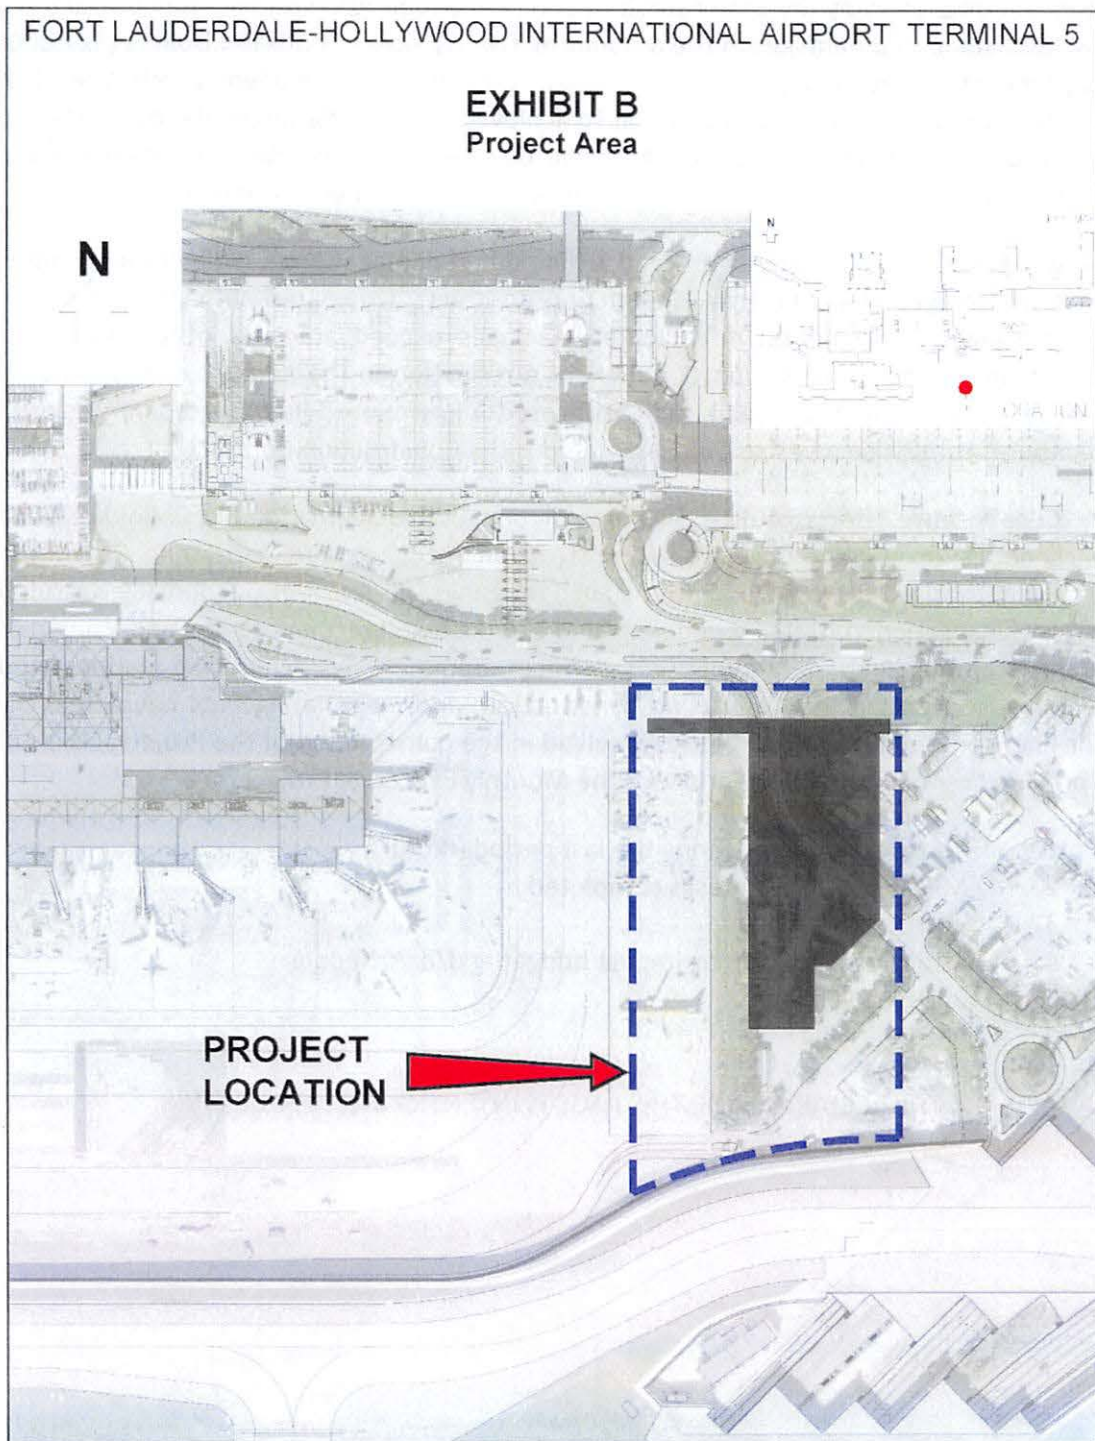 FORT LAUDERDALE-HOLLYWOOD INTERNATIONAL AIRPORT TERMINAL 5
EXHIBIT B
Project Area
N
N
PROJECT
LOCATION